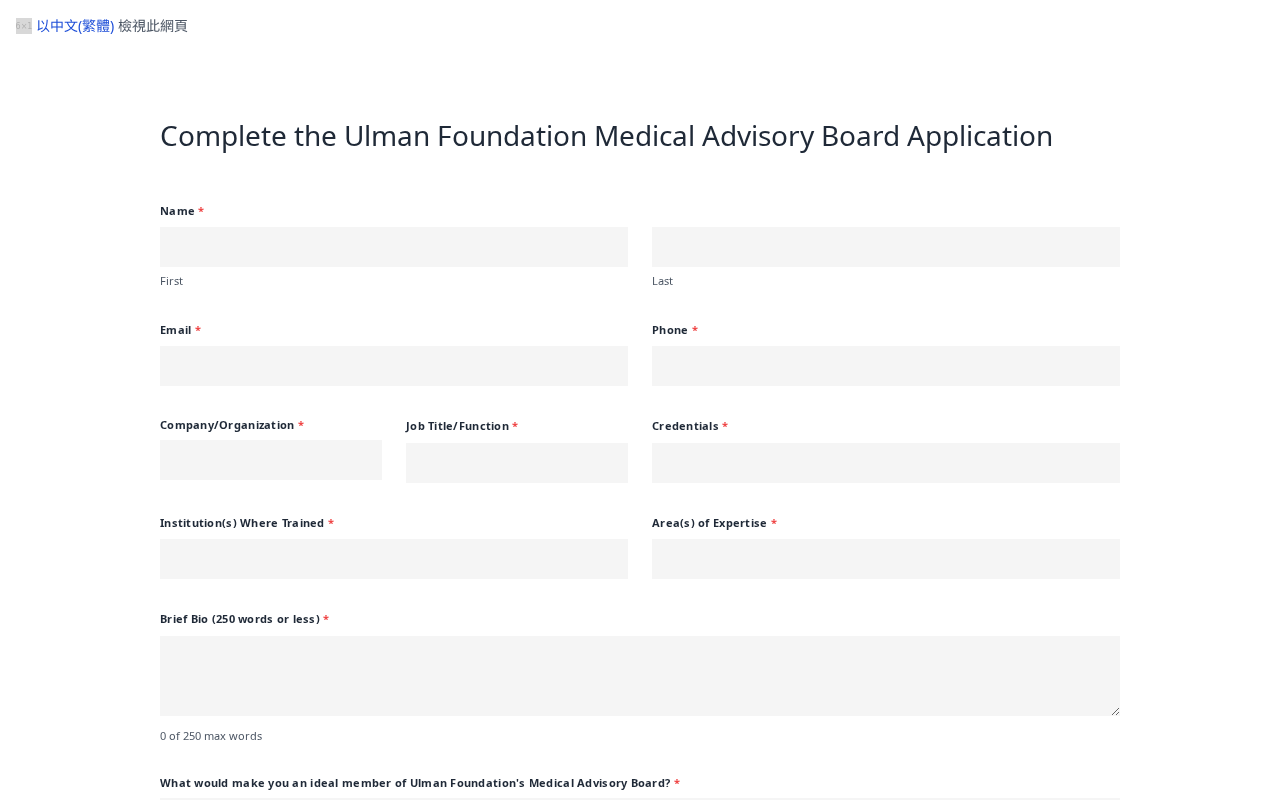 以中文(繁體) 檢視此網頁
Complete the Ulman Foundation Medical Advisory Board Application
Name *
First
Last
Email *
Phone *
Company/Organization *
Job Title/Function *
Credentials *
Institution(s) Where Trained *
Area(s) of Expertise *
Brief Bio (250 words or less) *
0 of 250 max words
What would make you an ideal member of Ulman Foundation's Medical Advisory Board? *